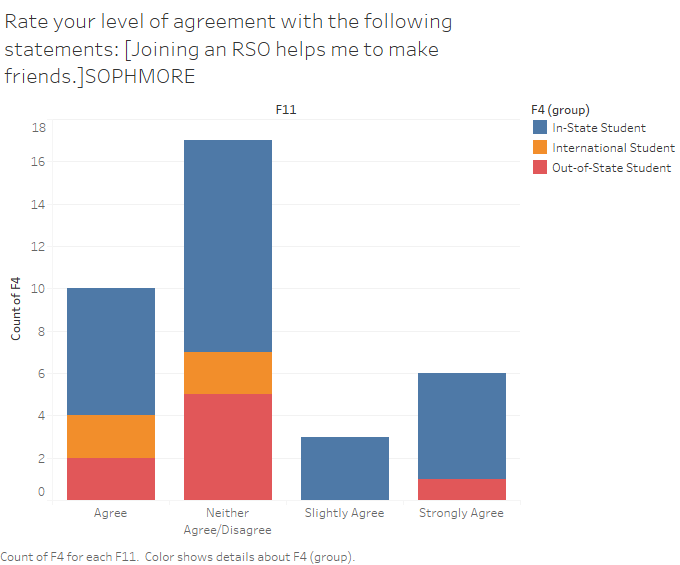 Rate your level of agreement with the following
statements: [Joining an RSO helps me to make
friends.]SOPHMORE
F11
F4 (group)
In-State Student
International Student
Out-of-State Student
Count of F4
18
16
14
12
10
8
6
4
2
0
Agree
Neither
Agree/Disagree
Slightly Agree
Strongly Agree
Count of F4 for each F11. Color shows details about F4 (group).